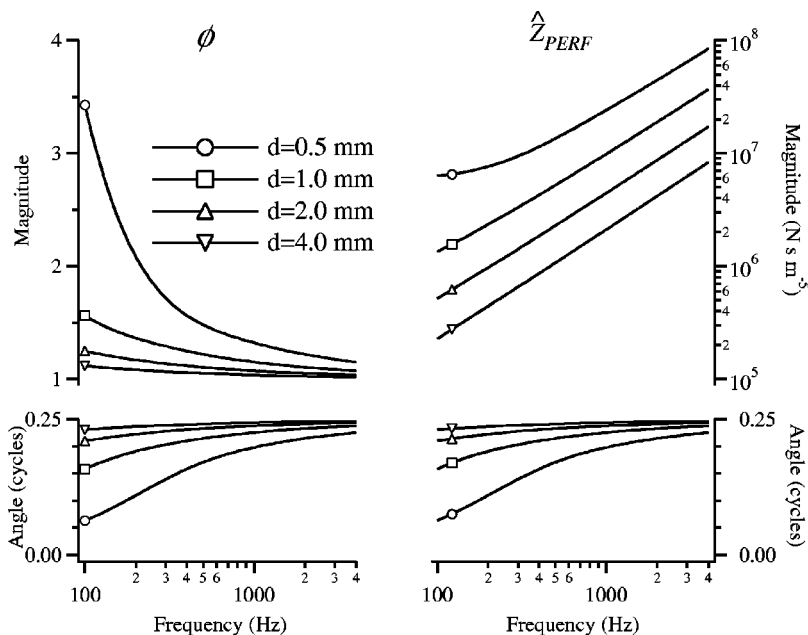 ϕ
Ẑ_PERF
4
3
2
1
Magnitude
d=0.5 mm
d=1.0 mm
d=2.0 mm
d=4.0 mm
10^8
6
4
2
10^7
6
4
2
10^6
6
4
2
10^5
Magnitude (N s m^-5)
0.25
0.00
Angle (cycles)
0.25
0.00
Angle (cycles)
100 2 3 4 5 6 1000 2 3 4
Frequency (Hz)
100 2 3 4 5 6 1000 2 3 4
Frequency (Hz)